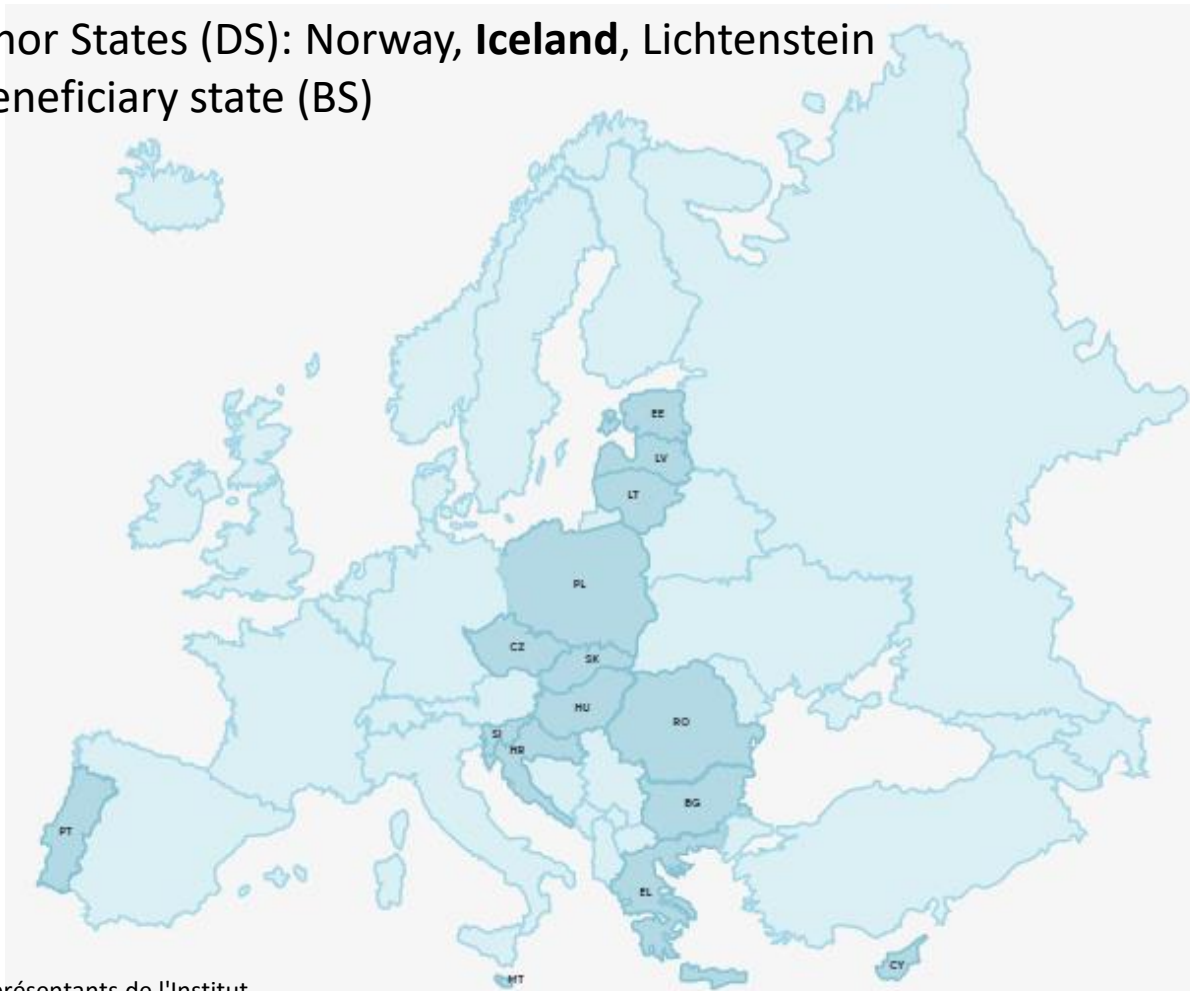 nor States (DS): Norway, Iceland, Lichtenstein
eneficiary state (BS)
EE
LV
LT
PL
CZ
SK
HU
RO
SI
HR
BG
PT
EL
CY
MT
présentants de l'Institut